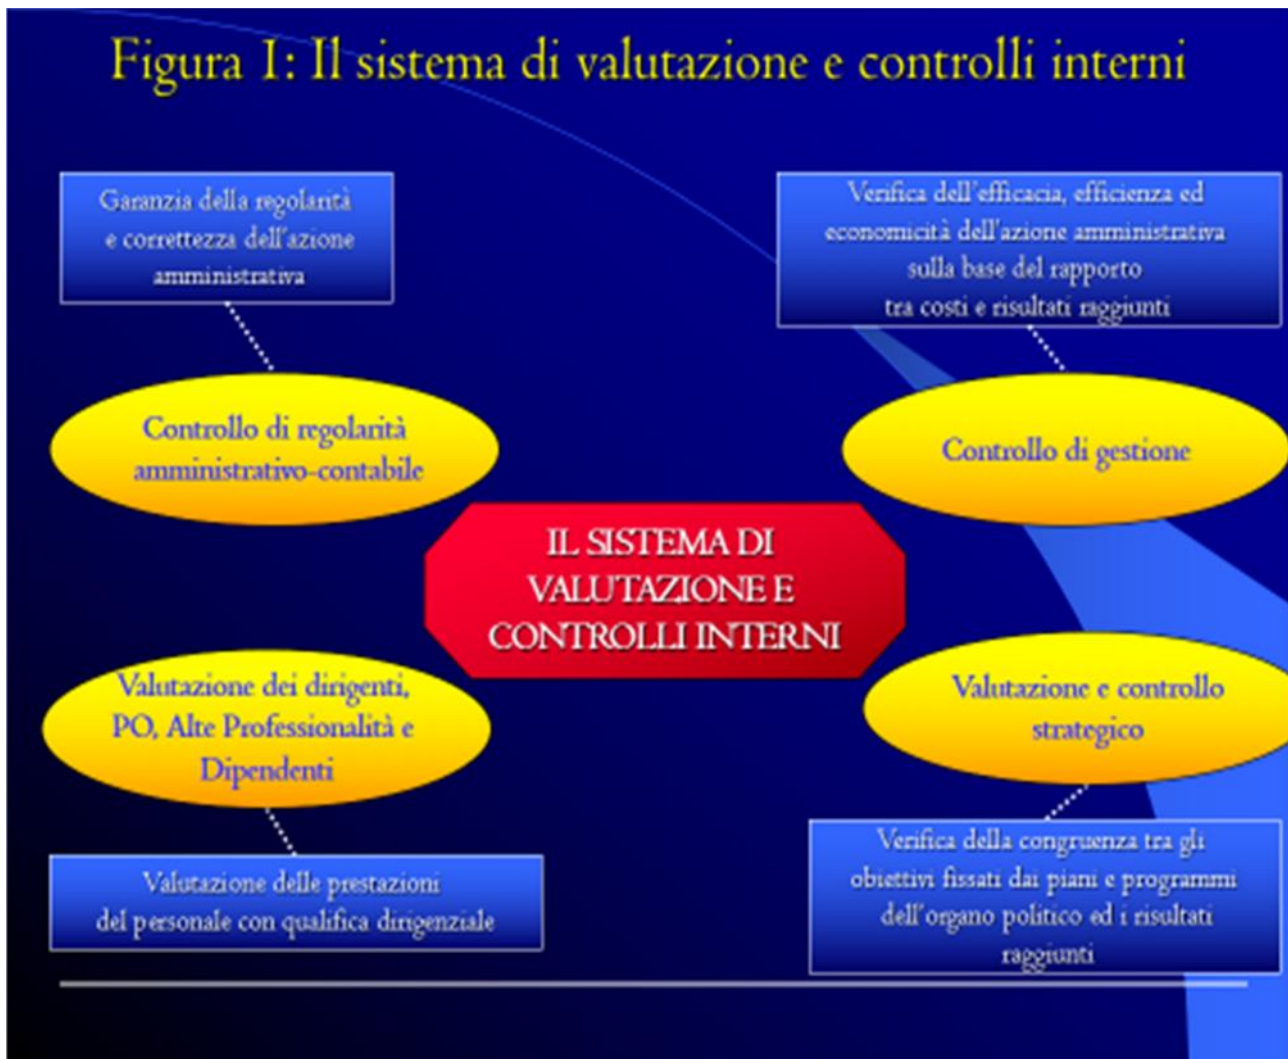 Figura 1: Il sistema di valutazione e controlli interni
Garanzia della regolarità
e correttezza dell'azione
amministrativa
Verifica dell'efficacia, efficienza ed
economicità dell'azione amministrativa
sulla base del rapporto
tra costi e risultati raggiunti
Controllo di regolarità
amministrativo-contabile
Controllo di gestione
IL SISTEMA DI
VALUTAZIONE E
CONTROLLI INTERNI
Valutazione dei dirigenti,
PO, Alte Professionalità e
Dipendenti
Valutazione e controllo
strategico
Valutazione delle prestazioni
del personale con qualifica dirigenziale
Verifica della congruenza tra gli
obiettivi fissati dai piani e programmi
dell'organo politico ed i risultati
raggiunti